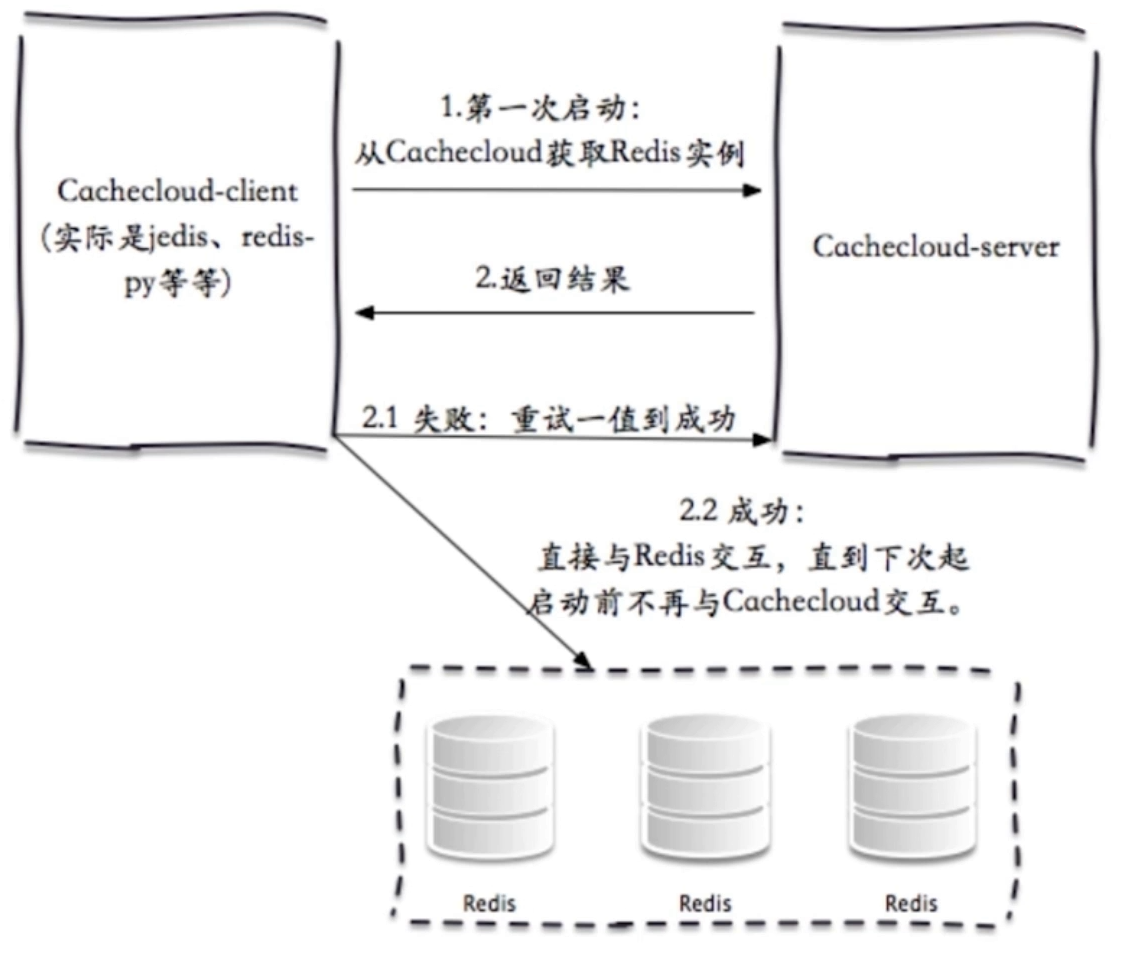 1.第一次启动：
从Cachecloud获取Redis实例
Cachecloud-client
（实际是jedis、redis-
py等等）
Cachecloud-server
2.返回结果
2.1 失败：重试一值到成功
2.2 成功：
直接与Redis交互，直到下次起
启动前不再与Cachecloud交互。
Redis
Redis
Redis